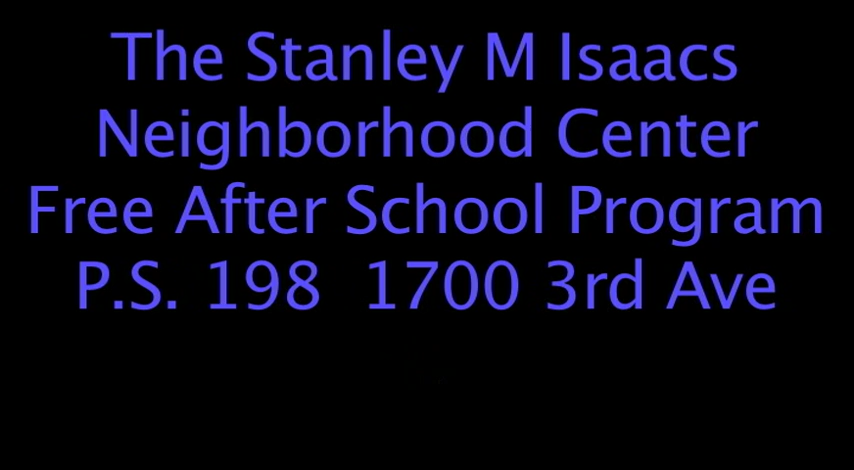 The Stanley M Isaacs
Neighborhood Center
Free After School Program
P.S. 198  1700 3rd Ave